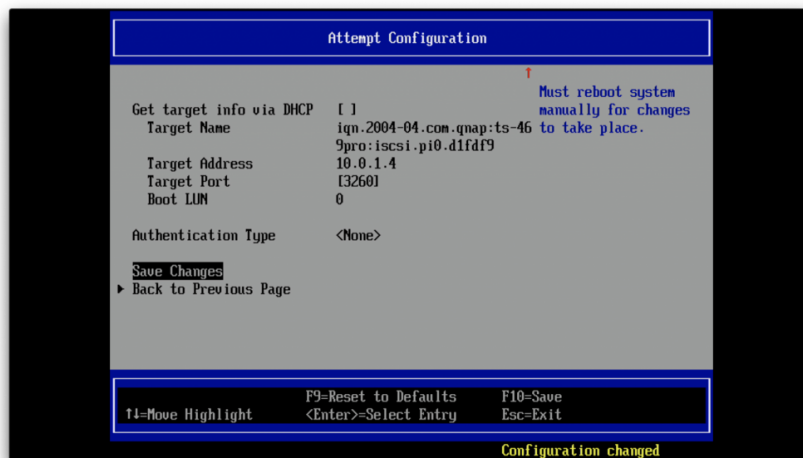 Attempt Configuration
↑
Must reboot system
manually for changes
to take place.
Get target info via DHCP [ ]
Target Name iqn.2004-04.com.qnap:ts-46
9pro:iscsi.pi0.d1fdf9
Target Address 10.0.1.4
Target Port [3260]
Boot LUN 0
Authentication Type <None>
Save Changes
▶ Back to Previous Page
F9=Reset to Defaults F10=Save
↑↓=Move Highlight <Enter>=Select Entry Esc=Exit
Configuration changed